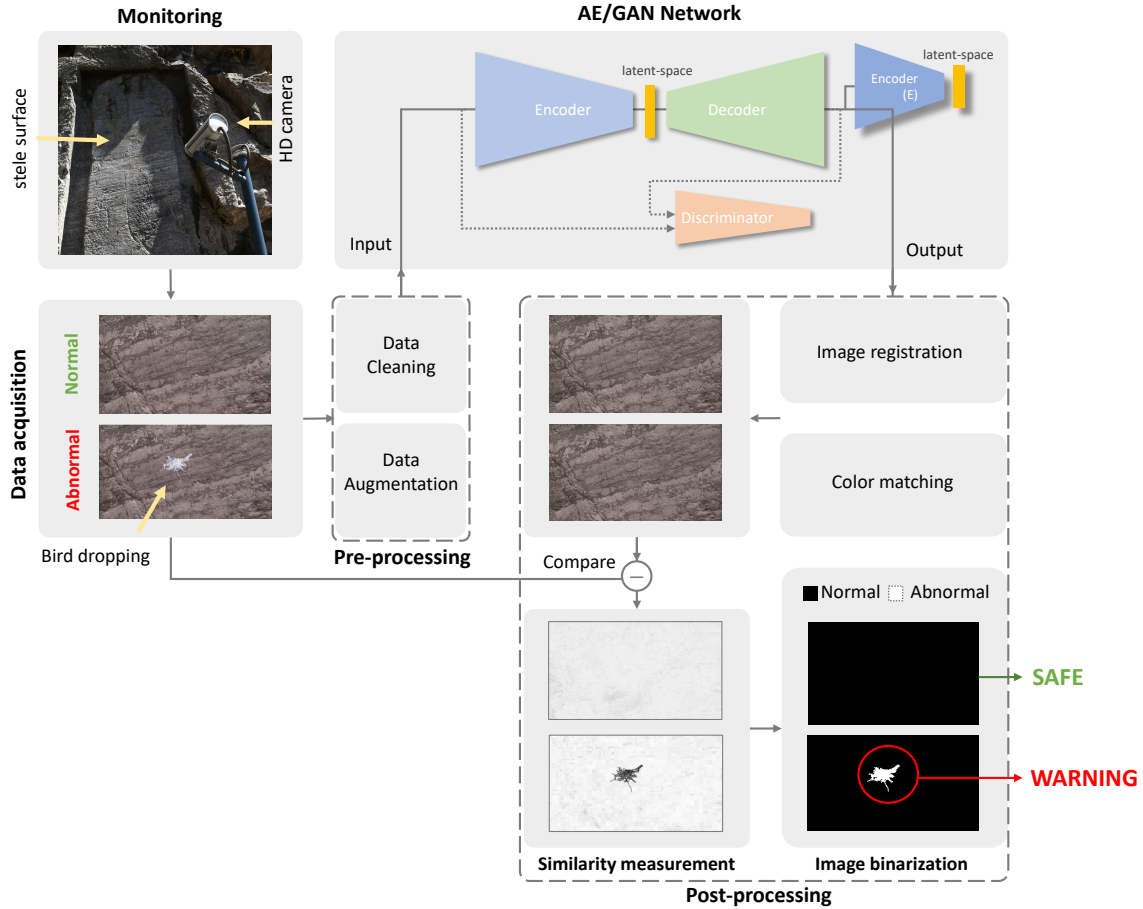 Monitoring
AE/GAN Network
stele surface
HD camera
latent-space
latent-space
Encoder
Decoder
Encoder
(E)
Discriminator
Input
Output
Data acquisition
Normal
Abnormal
Bird dropping
Data
Cleaning
Data
Augmentation
Pre-processing
Image registration
Color matching
Compare
Normal
Abnormal
SAFE
WARNING
Similarity measurement
Image binarization
Post-processing